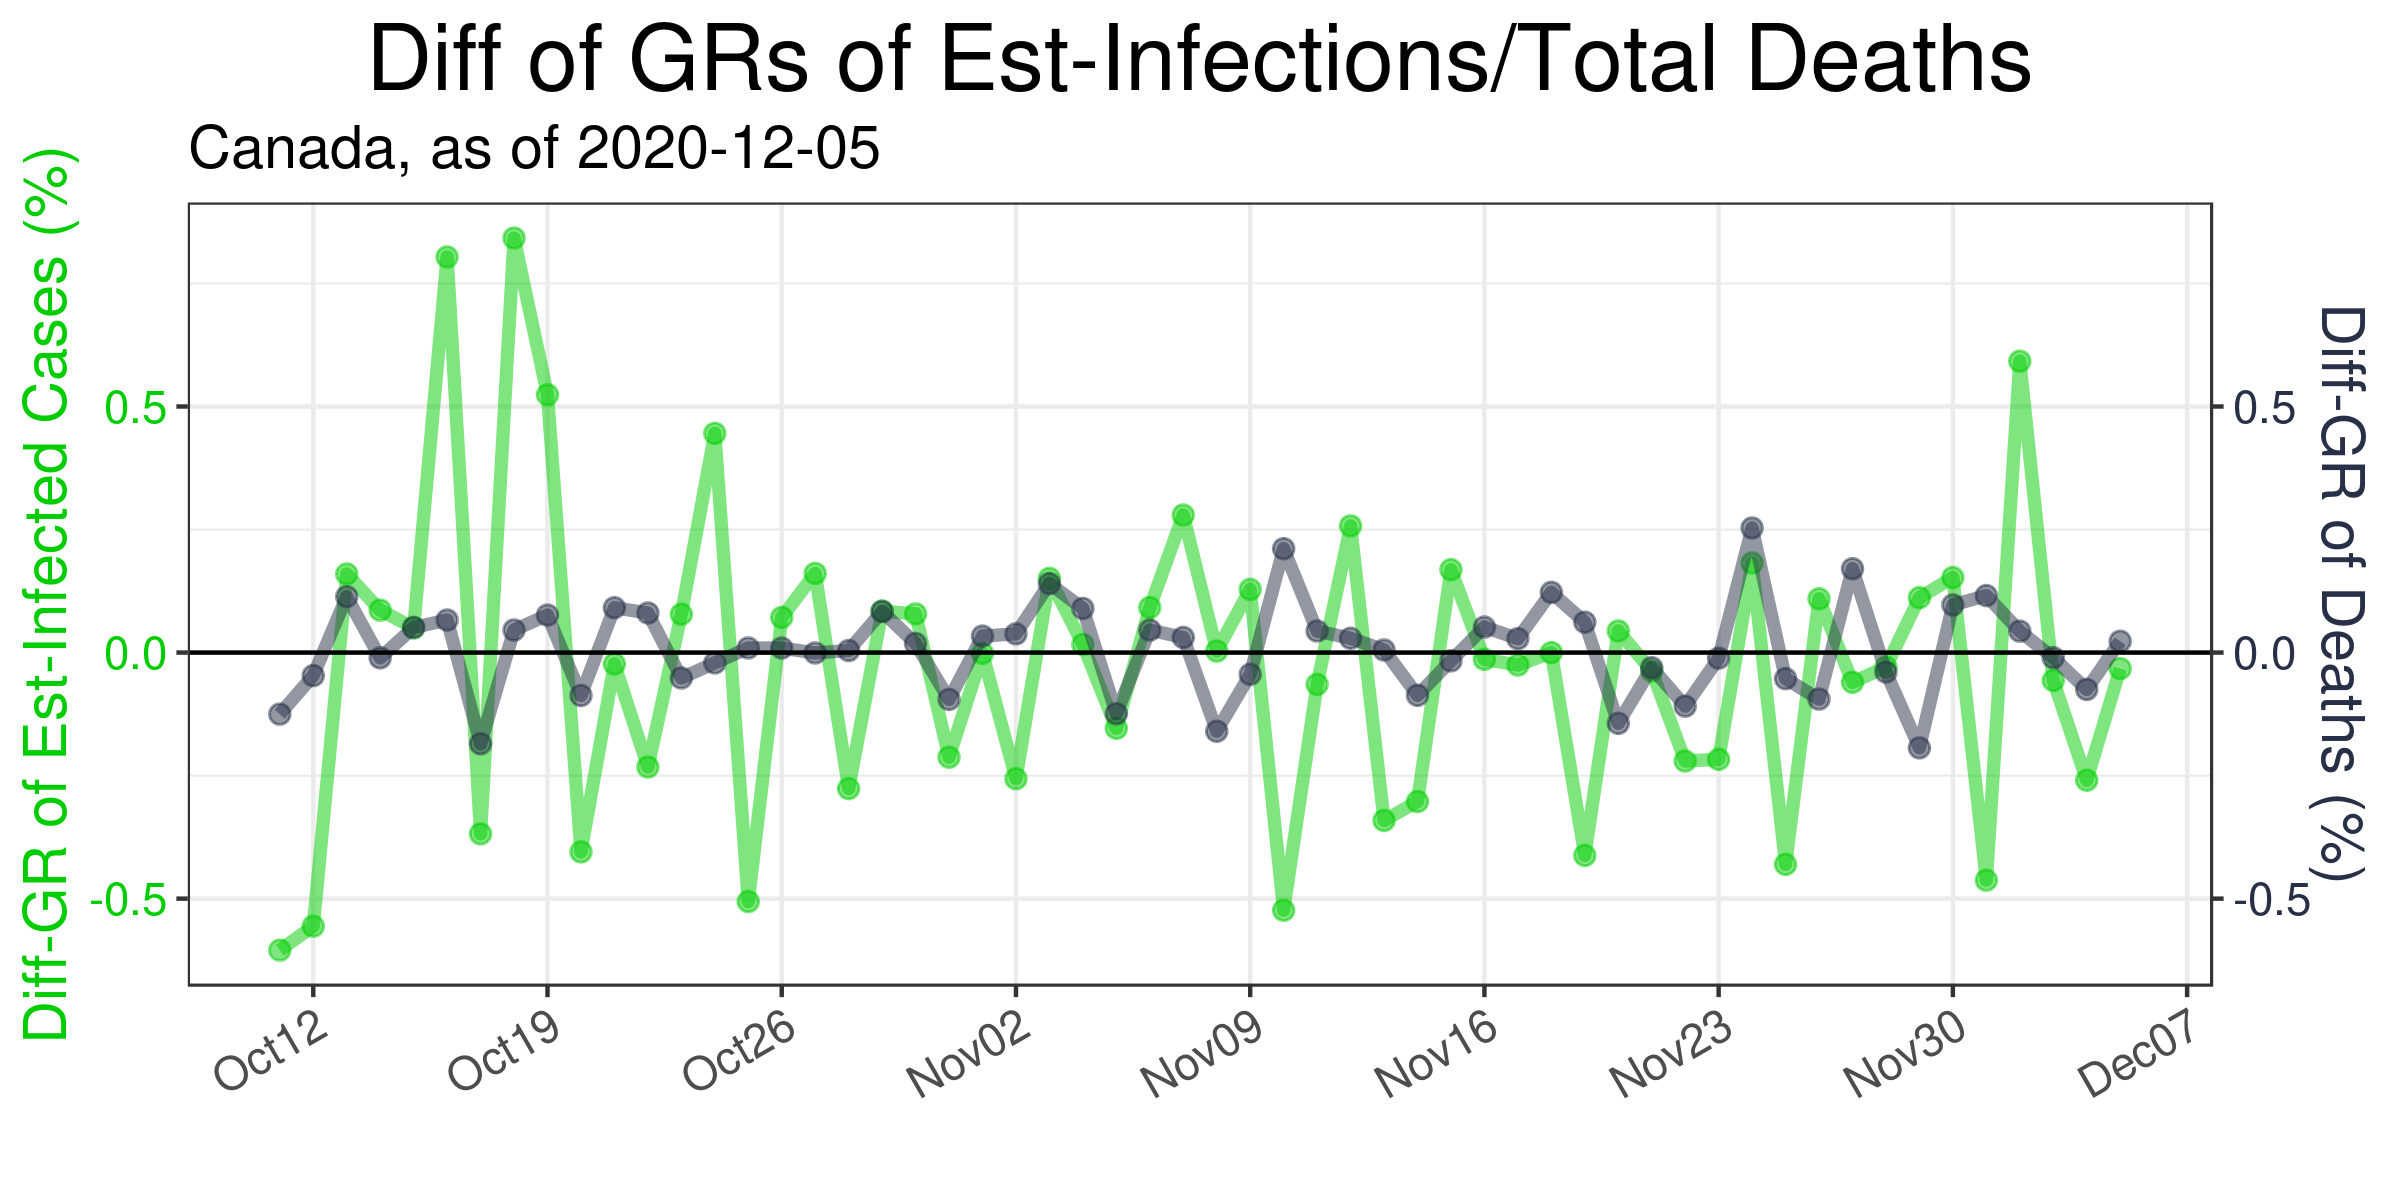 Diff of GRs of Est-Infections/Total Deaths
Canada, as of 2020-12-05
Diff-GR of Est-Infected Cases (%)
0.5
0.0
-0.5
0.5
0.0
-0.5
Diff-GR of Deaths (%)
Oct12
Oct19
Oct26
Nov02
Nov09
Nov16
Nov23
Nov30
Dec07